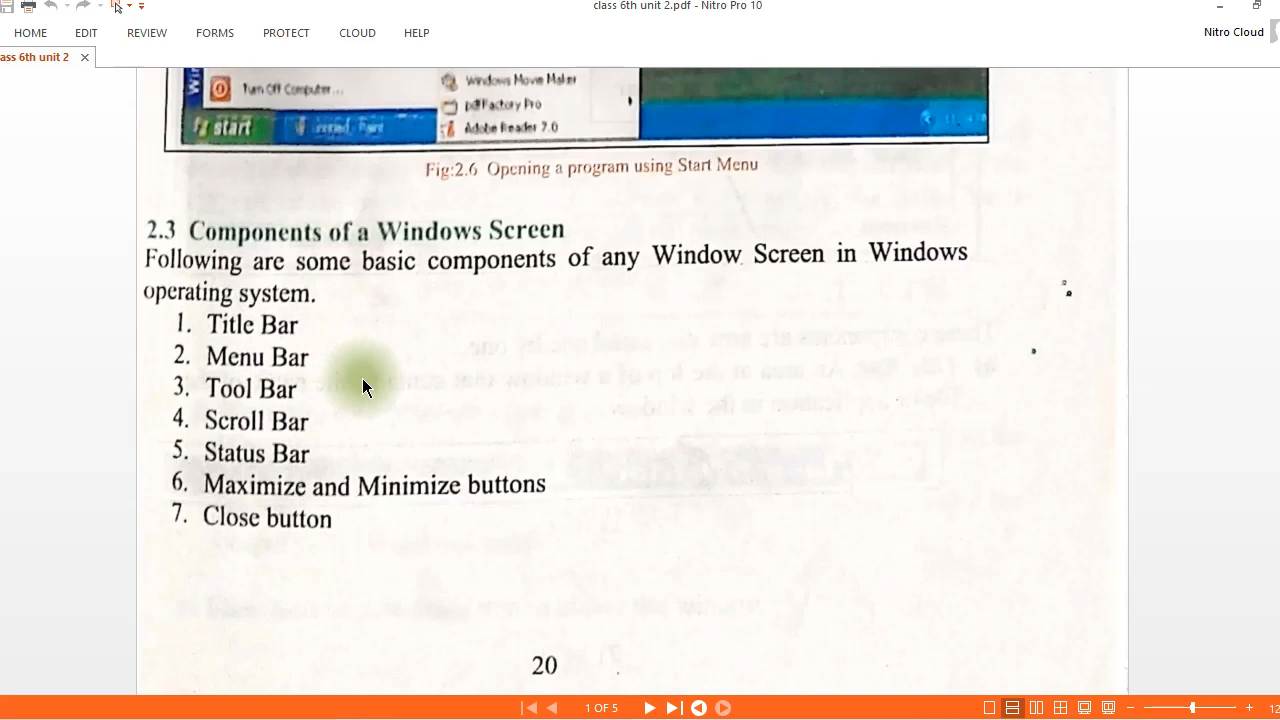 class 6th unit 2.pdf - Nitro Pro 10
HOME EDIT REVIEW FORMS PROTECT CLOUD HELP
Nitro Cloud
ass 6th unit 2
Windows Movie Maker
Turn Off Computer...
pdfFactory Pro
start
Paint
Adobe Reader 7.0
Fig:2.6 Opening a program using Start Menu
2.3 Components of a Windows Screen
Following are some basic components of any Window Screen in Windows
operating system.
1. Title Bar
2. Menu Bar
3. Tool Bar
4. Scroll Bar
5. Status Bar
6. Maximize and Minimize buttons
7. Close button
20
1 OF 5
12